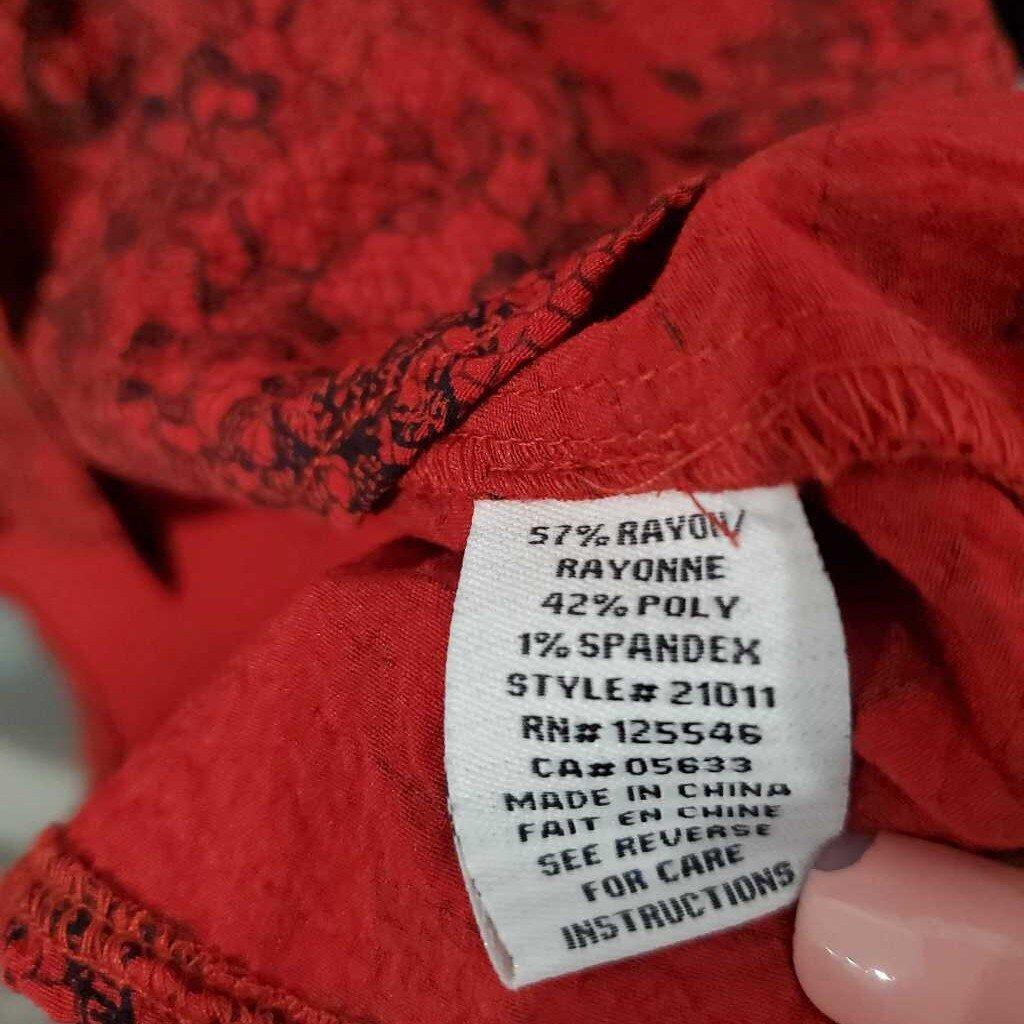 57% RAYON/
RAYONNE
42% POLY
1% SPANDEX
STYLE# 21011
RN# 125546
CA# 05633
MADE IN CHINA
FAIT EN CHINE
SEE REVERSE
FOR CARE
INSTRUCTIONS